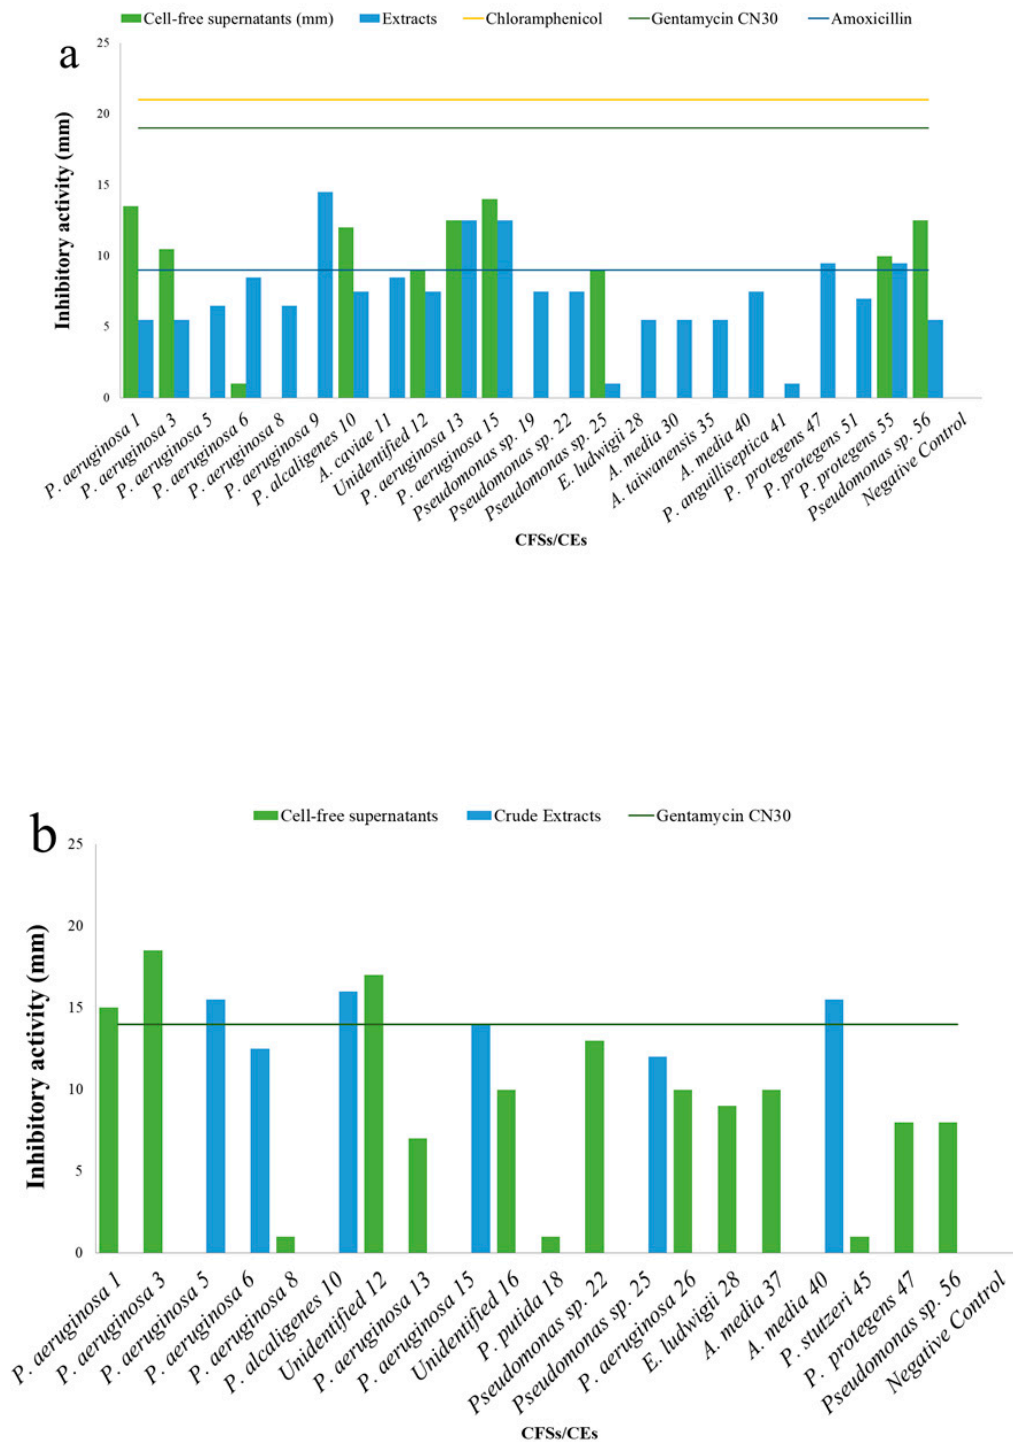 Cell-free supernatants (mm) Extracts Chloramphenicol Gentamycin CN30 Amoxicillin
a
25
20
15
10
5
0
Inhibitory activity (mm)
P. aeruginosa 1
P. aeruginosa 3
P. aeruginosa 5
P. aeruginosa 6
P. aeruginosa 8
P. aeruginosa 9
P. alcaligenes 10
A. caviae 11
Unidentified 12
P. aeruginosa 13
P. aeruginosa 15
Pseudomonas sp. 19
Pseudomonas sp. 22
Pseudomonas sp. 25
E. ludwigii 28
A. media 30
A. taiwanensis 35
A. media 40
P. anguilliseptica 41
P. protegens 47
P. protegens 51
P. protegens 55
Pseudomonas sp. 56
Negative Control
CFSs/CEs
b
Cell-free supernatants Crude Extracts Gentamycin CN30
25
20
15
10
5
0
Inhibitory activity (mm)
P. aeruginosa 1
P. aeruginosa 3
P. aeruginosa 5
P. aeruginosa 6
P. aeruginosa 8
P. alcaligenes 10
Unidentified 12
P. aeruginosa 13
P. aeruginosa 15
Unidentified 16
P. putida 18
Pseudomonas sp. 22
Pseudomonas sp. 25
P. aeruginosa 26
E. ludwigii 28
A. media 37
A. media 40
P. stutzeri 45
P. protegens 47
Pseudomonas sp. 56
Negative Control
CFSs/CEs